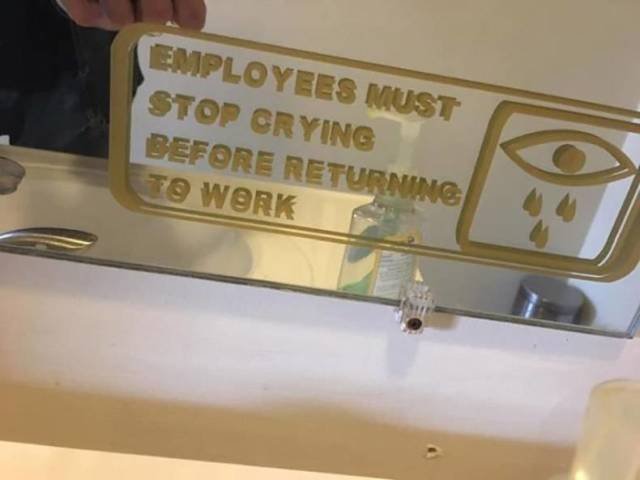 EMPLOYEES MUST
STOP CRYING
BEFORE RETURNING
TO WORK